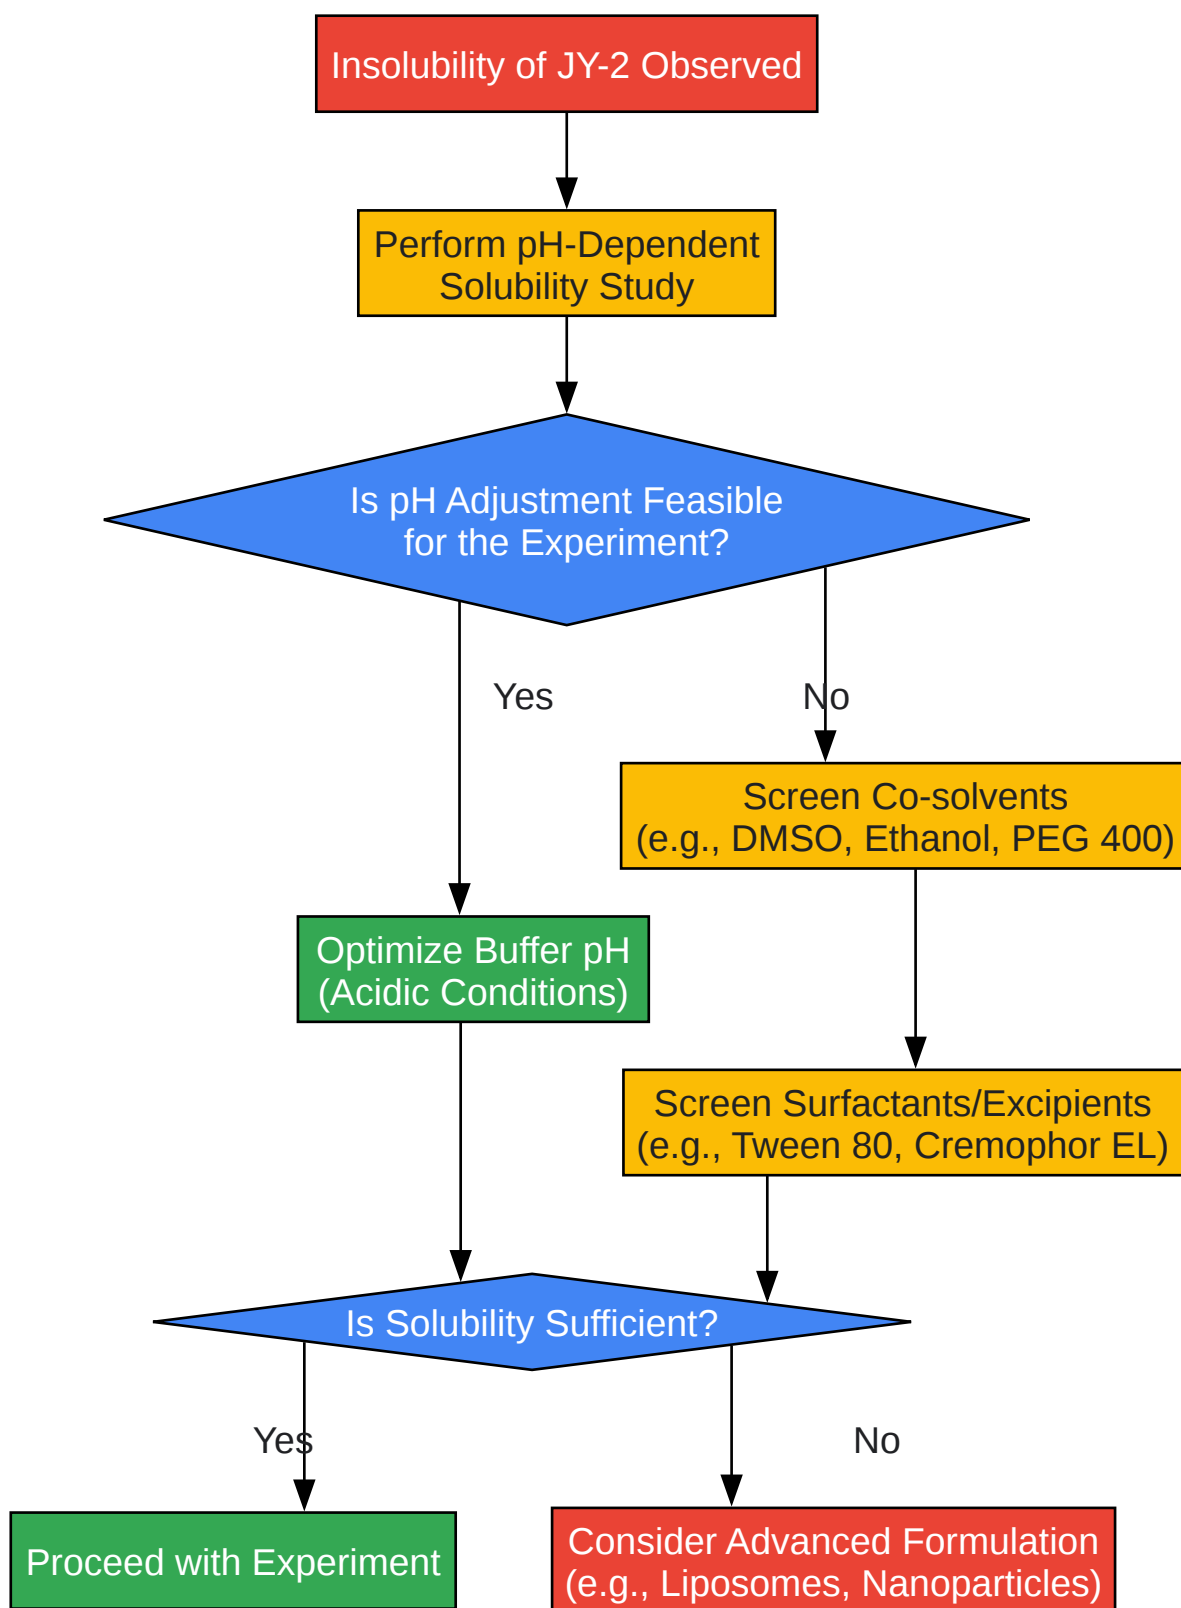 Insolubility of JY-2 Observed
Perform pH-Dependent
Solubility Study
Is pH Adjustment Feasible
for the Experiment?
Yes
No
Screen Co-solvents
(e.g., DMSO, Ethanol, PEG 400)
Optimize Buffer pH
(Acidic Conditions)
Screen Surfactants/Excipients
(e.g., Tween 80, Cremophor EL)
Is Solubility Sufficient?
Yes
No
Proceed with Experiment
Consider Advanced Formulation
(e.g., Liposomes, Nanoparticles)